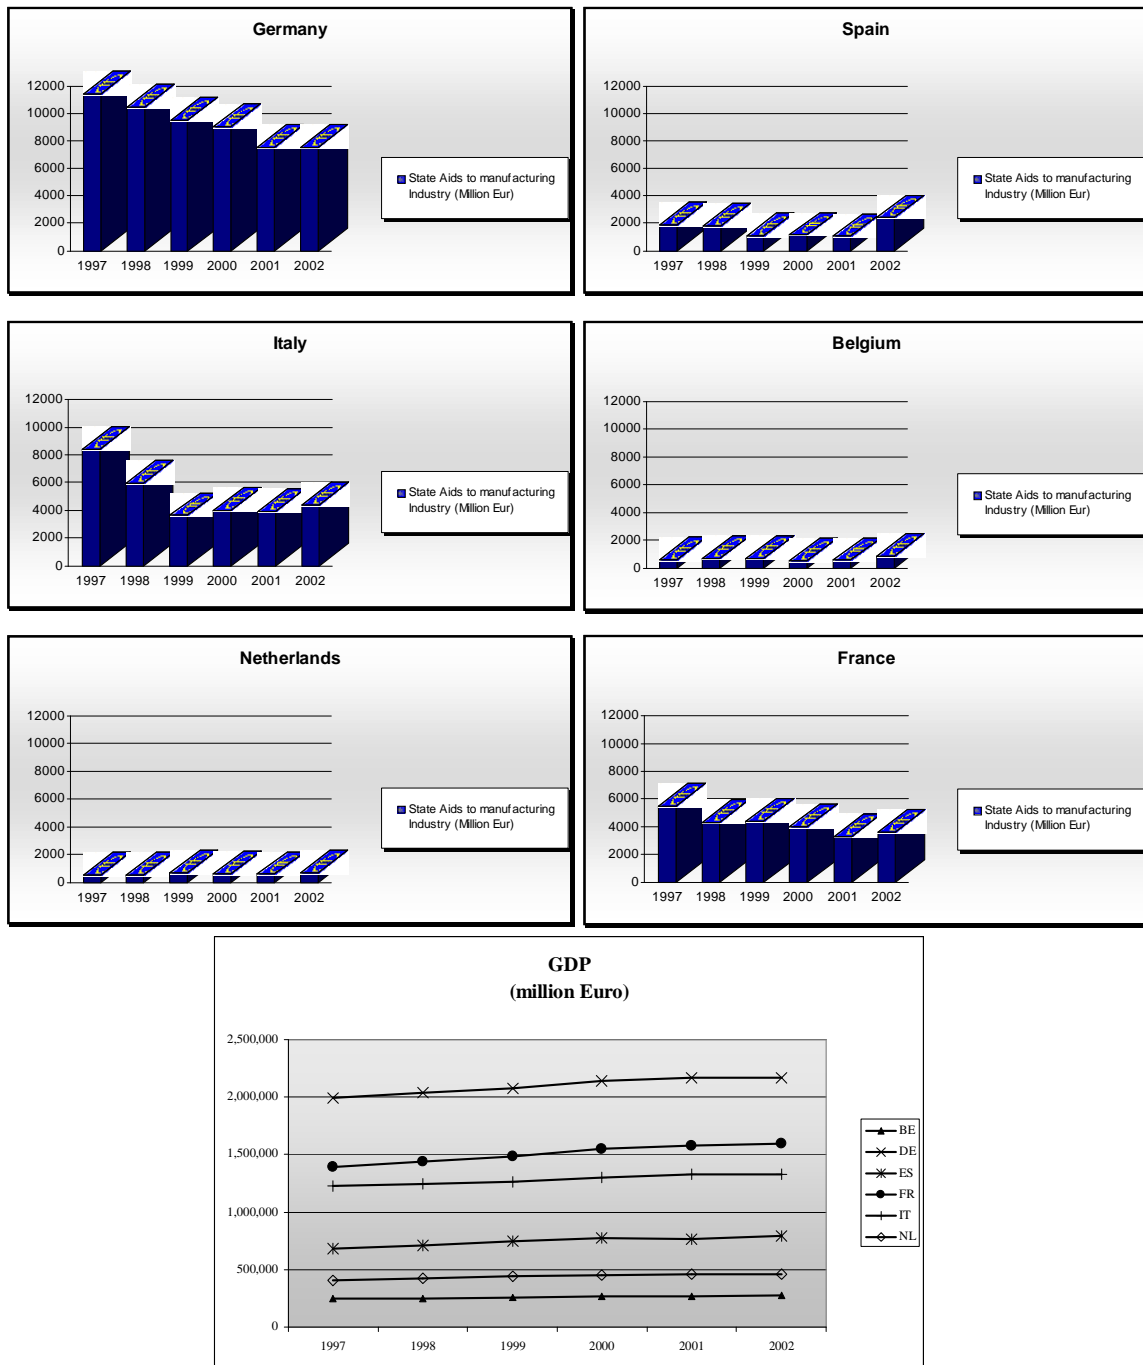 Germany
12000
10000
8000
6000
4000
2000
0
1997 1998 1999 2000 2001 2002
State Aids to manufacturing
Industry (Million Eur)
Spain
12000
10000
8000
6000
4000
2000
0
1997 1998 1999 2000 2001 2002
State Aids to manufacturing
Industry (Million Eur)
Italy
12000
10000
8000
6000
4000
2000
0
1997 1998 1999 2000 2001 2002
State Aids to manufacturing
Industry (Million Eur)
Belgium
12000
10000
8000
6000
4000
2000
0
1997 1998 1999 2000 2001 2002
State Aids to manufacturing
Industry (Million Eur)
Netherlands
12000
10000
8000
6000
4000
2000
0
1997 1998 1999 2000 2001 2002
State Aids to manufacturing
Industry (Million Eur)
France
12000
10000
8000
6000
4000
2000
0
1997 1998 1999 2000 2001 2002
State Aids to manufacturing
Industry (Million Eur)
GDP
(million Euro)
2,500,000
2,000,000
1,500,000
1,000,000
500,000
0
1997 1998 1999 2000 2001 2002
BE
DE
ES
FR
IT
NL